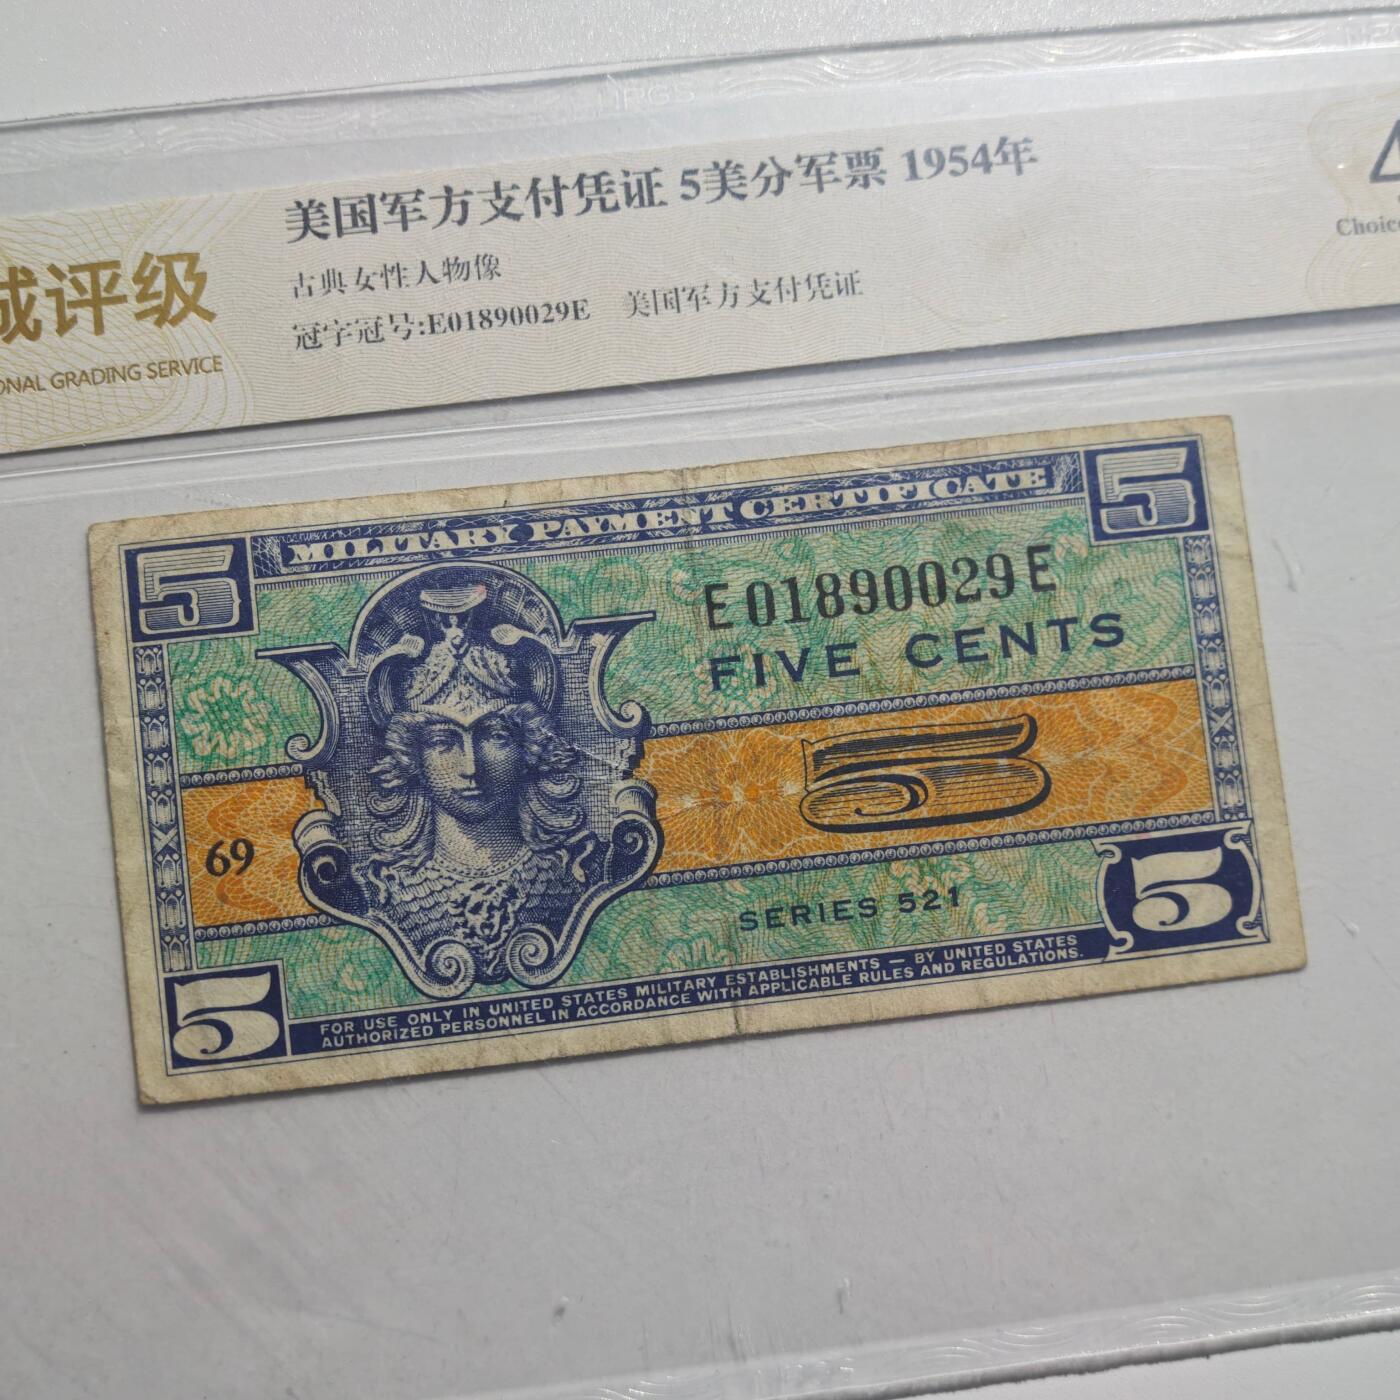 HPGS
美国军方支付凭证 5美分军票 1954年
古典女性人物像
冠字冠号:E01890029E 美国军方支付凭证
评级
GRADING SERVICE
5
MILITARY PAYMENT CERTIFICATE
5
E01890029E
FIVE CENTS
5
69
SERIES 521
5
5
FOR USE ONLY IN UNITED STATES MILITARY ESTABLISHMENTS — BY UNITED STATES
AUTHORIZED PERSONNEL IN ACCORDANCE WITH APPLICABLE RULES AND REGULATIONS.